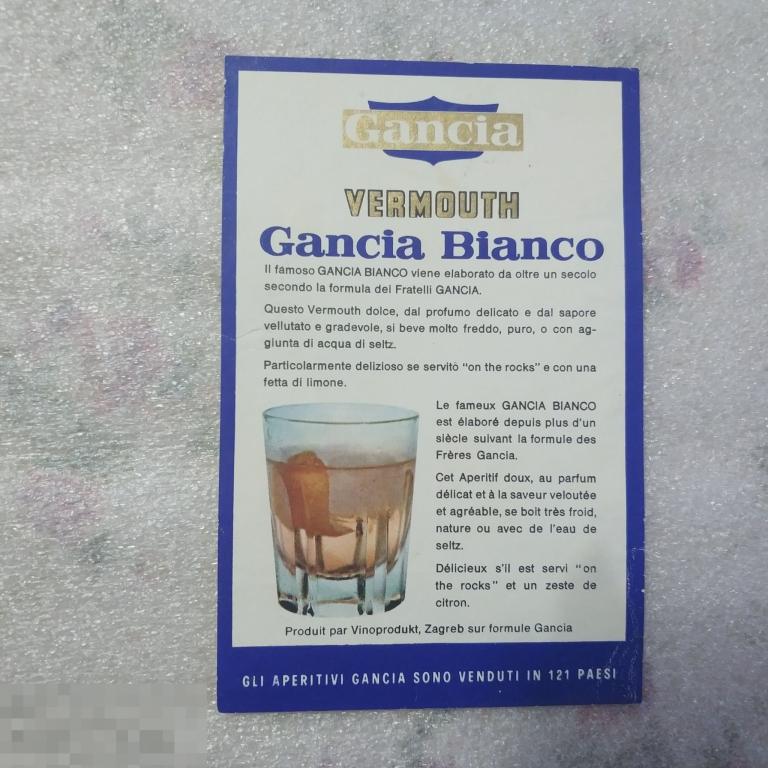 Gancia
VERMOUTH
Gancia Bianco
Il famoso GANCIA BIANCO viene elaborato da oltre un secolo
secondo la formula dei Fratelli GANCIA.
Questo Vermouth dolce, dal profumo delicato e dal sapore
vellutato e gradevole, si beve molto freddo, puro, o con ag-
giunta di acqua di seltz.
Particolarmente delizioso se servito "on the rocks" e con una
fetta di limone.
Le fameux GANCIA BIANCO
est élaboré depuis plus d'un
siècle suivant la formule des
Frères Gancia.
Cet Aperitif doux, au parfum
délicat et à la saveur veloutée
et agréable, se boit très froid,
nature ou avec de l'eau de
seltz.
Délicieux s'il est servi "on
the rocks" et un zeste de
citron.
Produit par Vinoprodukt, Zagreb sur formule Gancia
GLI APERITIVI GANCIA SONO VENDUTI IN 121 PAESI